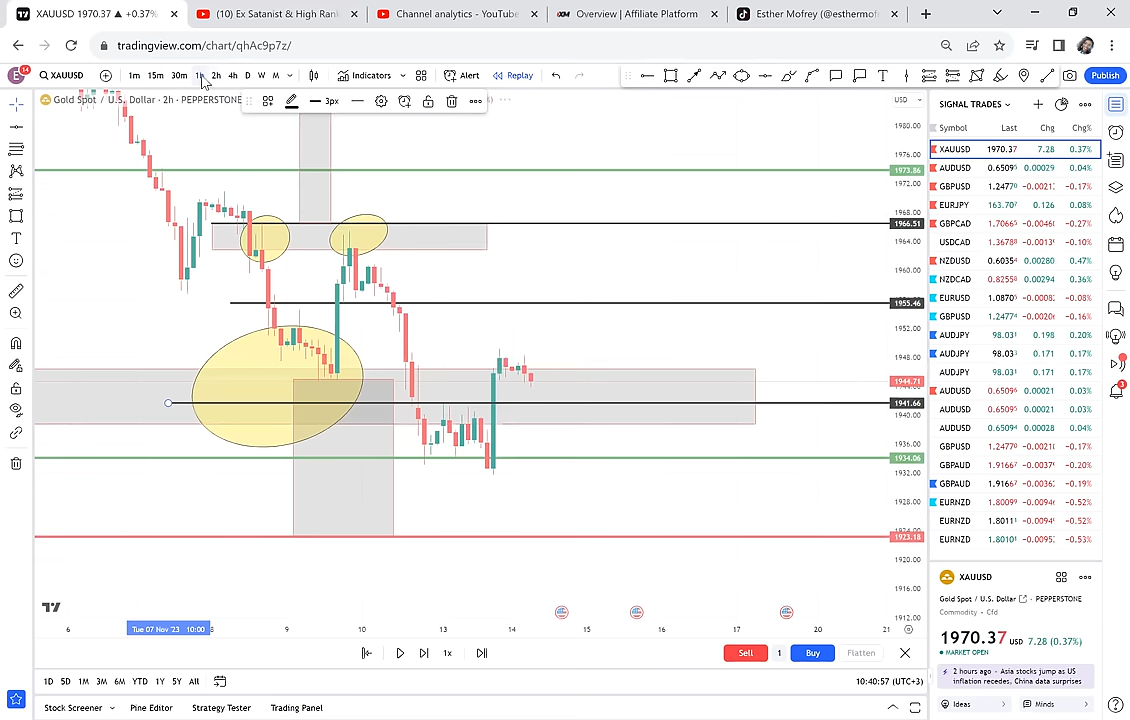 XAUUSD 1970.37 ▲ +0.37%
(10) Ex Satanist & High Rank
Channel analytics - YouTube
Overview | Affiliate Platform
Esther Mofrey (@esthermof
tradingview.com/chart/qhAc9p7z/
E 14 XAUUSD 1m 15m 30m 1h 2h 4h D W M Indicators Alert Replay Publish
Gold Spot / U.S. Dollar · 2h · PEPPERSTONE
3px
USD
1980.00
1976.00
1973.86
1972.00
1968.00
1966.51
1964.00
1960.00
1955.46
1952.00
1948.00
1944.71
1941.66
1940.00
1936.00
1934.06
1932.00
1928.00
1924.00
1923.18
1920.00
1916.00
1912.00
6 Tue 07 Nov '23 10:00 8 9 10 13 14 15 16 17 20 21
1x
Sell 1 Buy Flatten
1D 5D 1M 3M 6M YTD 1Y 5Y All
10:40:57 (UTC+3)
Stock Screener Pine Editor Strategy Tester Trading Panel
SIGNAL TRADES
Symbol Last Chg Chg%
XAUUSD 1970.37 7.28 0.37%
AUDUSD 0.65095 0.00029 0.04%
GBPUSD 1.24770 −0.0021 −0.17%
EURJPY 163.707 0.126 0.08%
GBPCAD 1.70665 −0.0046 −0.27%
USDCAD 1.36788 −0.0013 −0.10%
NZDUSD 0.60354 0.00280 0.47%
NZDCAD 0.82558 0.00294 0.36%
EURUSD 1.08705 −0.0008 −0.08%
GBPUSD 1.24774 −0.0020 −0.16%
AUDJPY 98.031 0.198 0.20%
AUDJPY 98.03 0.171 0.17%
AUDJPY 98.03 0.171 0.17%
AUDUSD 0.65096 0.00021 0.03%
AUDUSD 0.65095 0.00021 0.03%
AUDUSD 0.65094 0.00028 0.04%
GBPUSD 1.24770 −0.0021 −0.17%
GBPAUD 1.91667 −0.0037 −0.20%
GBPAUD 1.91667 −0.0036 −0.19%
EURNZD 1.80099 −0.0094 −0.52%
EURNZD 1.8011 −0.0094 −0.52%
EURNZD 1.8010 −0.0095 −0.53%
XAUUSD
Gold Spot / U.S. Dollar · PEPPERSTONE
Commodity · Cfd
1970.37 USD 7.28 (0.37%)
MARKET OPEN
2 hours ago · Asia stocks jump as US
inflation recedes, China data surprises
Ideas Minds
3